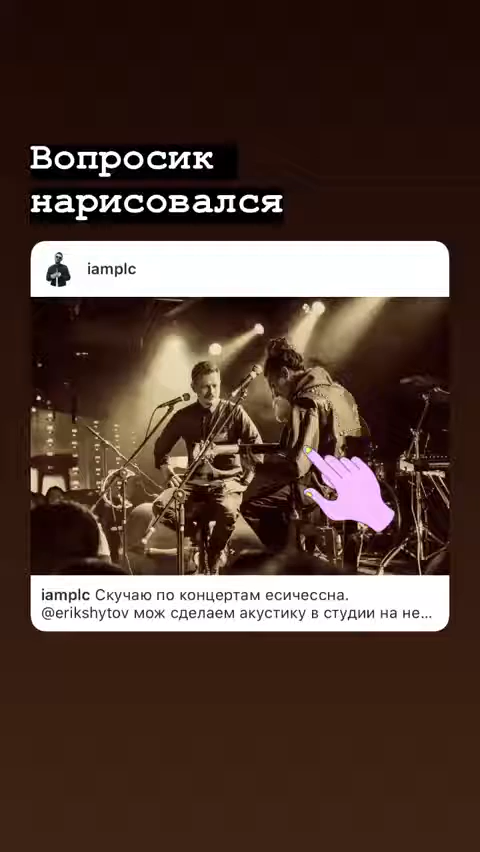 Вопросик
нарисовался
iamplc
iamplc Скучаю по концертам есичессна.
@erikshytov мож сделаем акустику в студии на не...